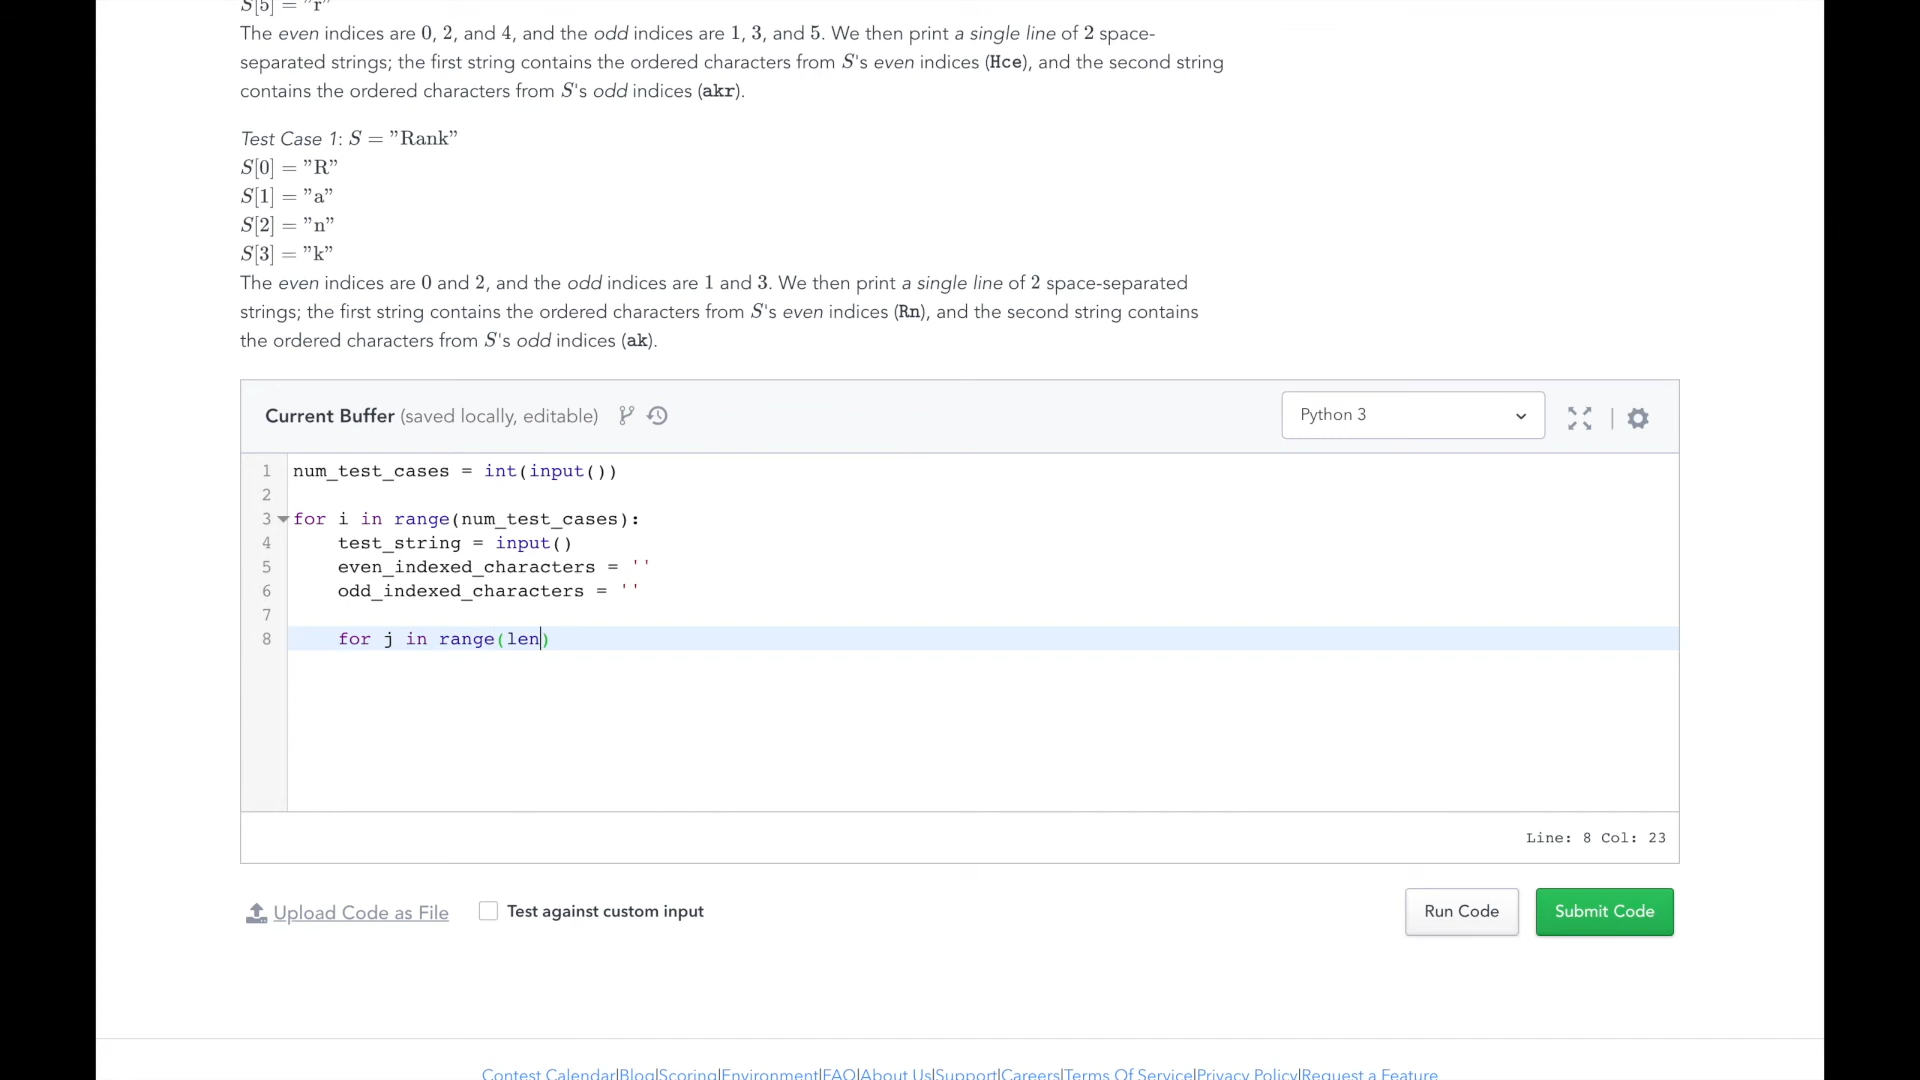 S[5] = "r"
The even indices are 0, 2, and 4, and the odd indices are 1, 3, and 5. We then print a single line of 2 space-
separated strings; the first string contains the ordered characters from S's even indices (Hce), and the second string
contains the ordered characters from S's odd indices (akr).
Test Case 1: S = ”Rank”
S[0] = ”R”
S[1] = ”a”
S[2] = ”n”
S[3] = ”k”
The even indices are 0 and 2, and the odd indices are 1 and 3. We then print a single line of 2 space-separated
strings; the first string contains the ordered characters from S's even indices (Rn), and the second string contains
the ordered characters from S's odd indices (ak).
Current Buffer (saved locally, editable)
Python 3
1 num_test_cases = int(input())
2
3 for i in range(num_test_cases):
4 test_string = input()
5 even_indexed_characters = ''
6 odd_indexed_characters = ''
7
8 for j in range(len)
Line: 8 Col: 23
Upload Code as File
Test against custom input
Run Code
Submit Code
Contest Calendar|Blog|Scoring|Environment|FAQ|About Us|Support|Careers|Terms Of Service|Privacy Policy|Request a Feature